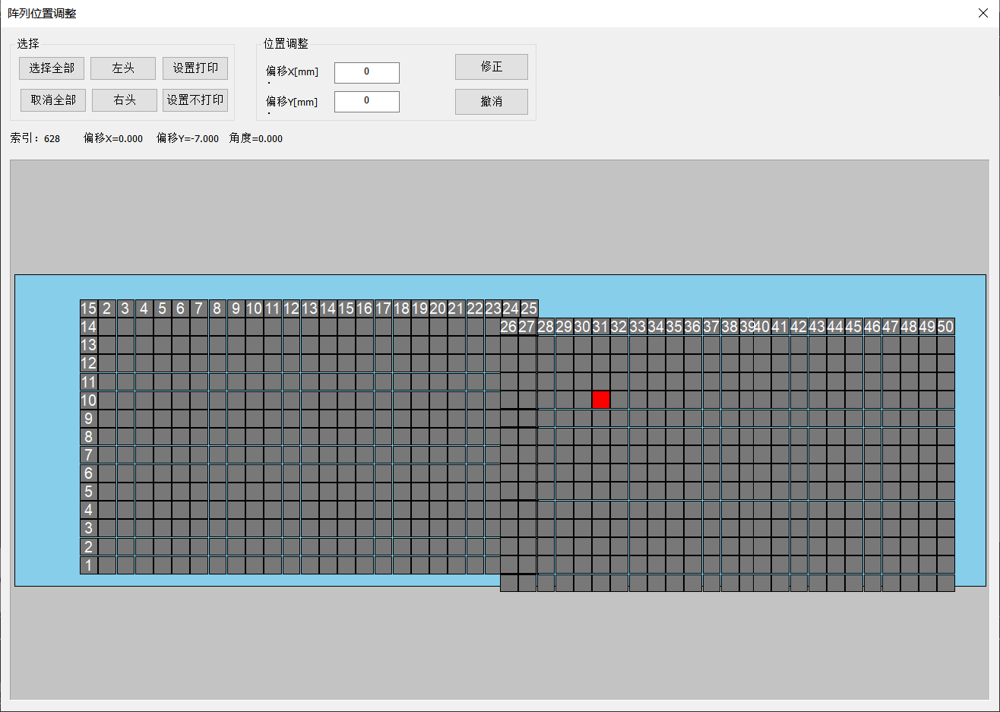 阵列位置调整
选择
选择全部 左头 设置打印
取消全部 右头 设置不打印
位置调整
偏移X[mm] 0 修正
偏移Y[mm] 0 撤消
索引：628 偏移X=0.000 偏移Y=-7.000 角度=0.000
15 2 3 4 5 6 7 8 9 10 11 12 13 14 15 16 17 18 19 20 21 22 23 24 25
14 26 27 28 29 30 31 32 33 34 35 36 37 38 39 40 41 42 43 44 45 46 47 48 49 50
13
12
11
10
9
8
7
6
5
4
3
2
1